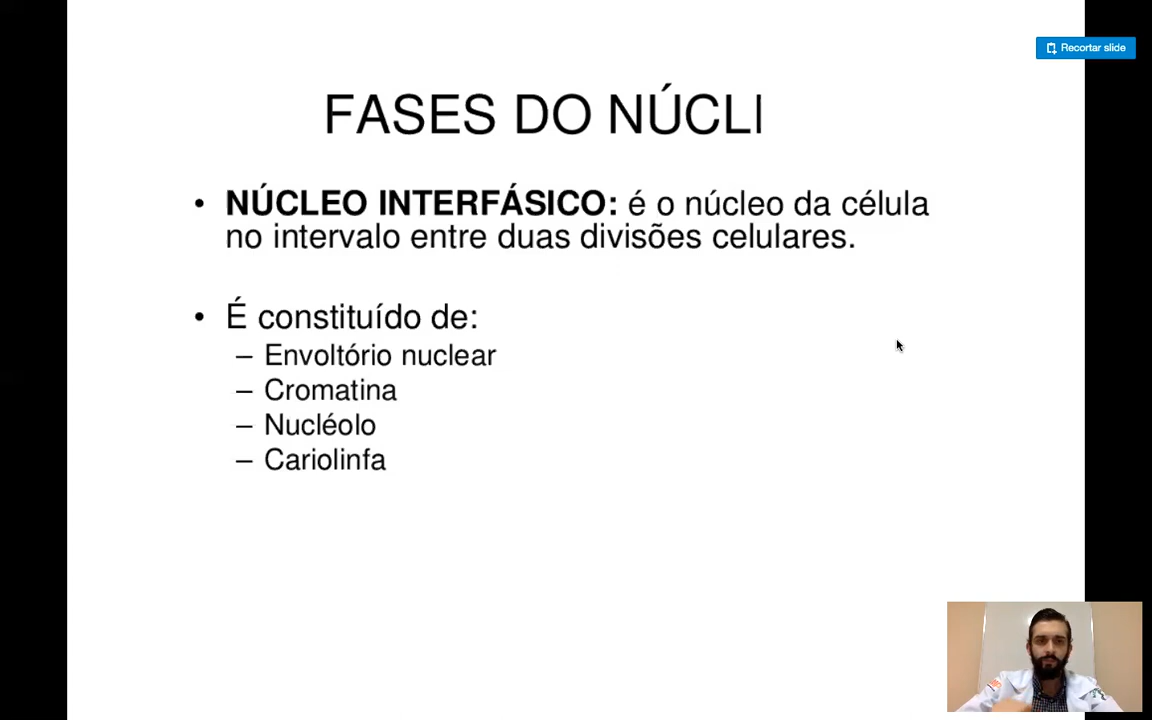 Recortar slide
FASES DO NÚCLI
• NÚCLEO INTERFÁSICO: é o núcleo da célula
no intervalo entre duas divisões celulares.
• É constituído de:
– Envoltório nuclear
– Cromatina
– Nucléolo
– Cariolinfa